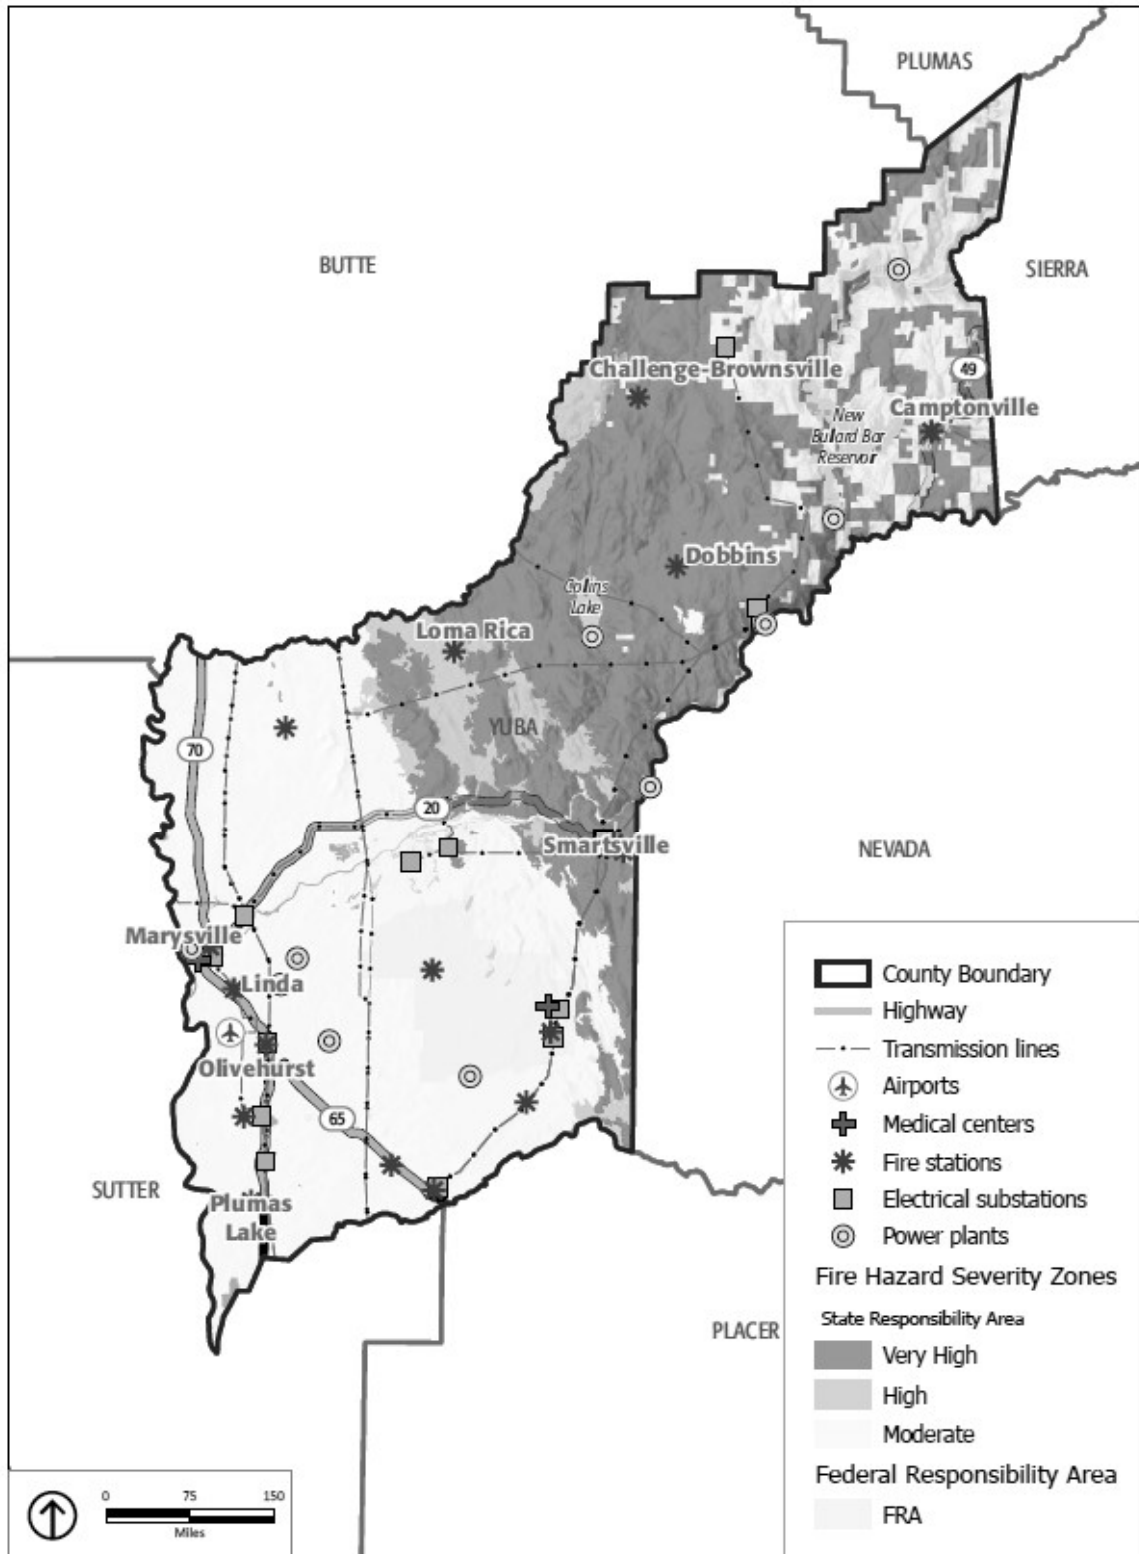 PLUMAS
BUTTE
SIERRA
Challenge-Brownsville
49
Camptonville
New
Bullard Bar
Reservoir
Dobbins
Collins
Lake
Loma Rica
YUBA
70
20
Smartsville
NEVADA
Marysville
Linda
Olivehurst
65
SUTTER
Plumas
Lake
PLACER
County Boundary
Highway
Transmission lines
Airports
Medical centers
Fire stations
Electrical substations
Power plants
Fire Hazard Severity Zones
State Responsibility Area
Very High
High
Moderate
Federal Responsibility Area
FRA
0 75 150
Miles